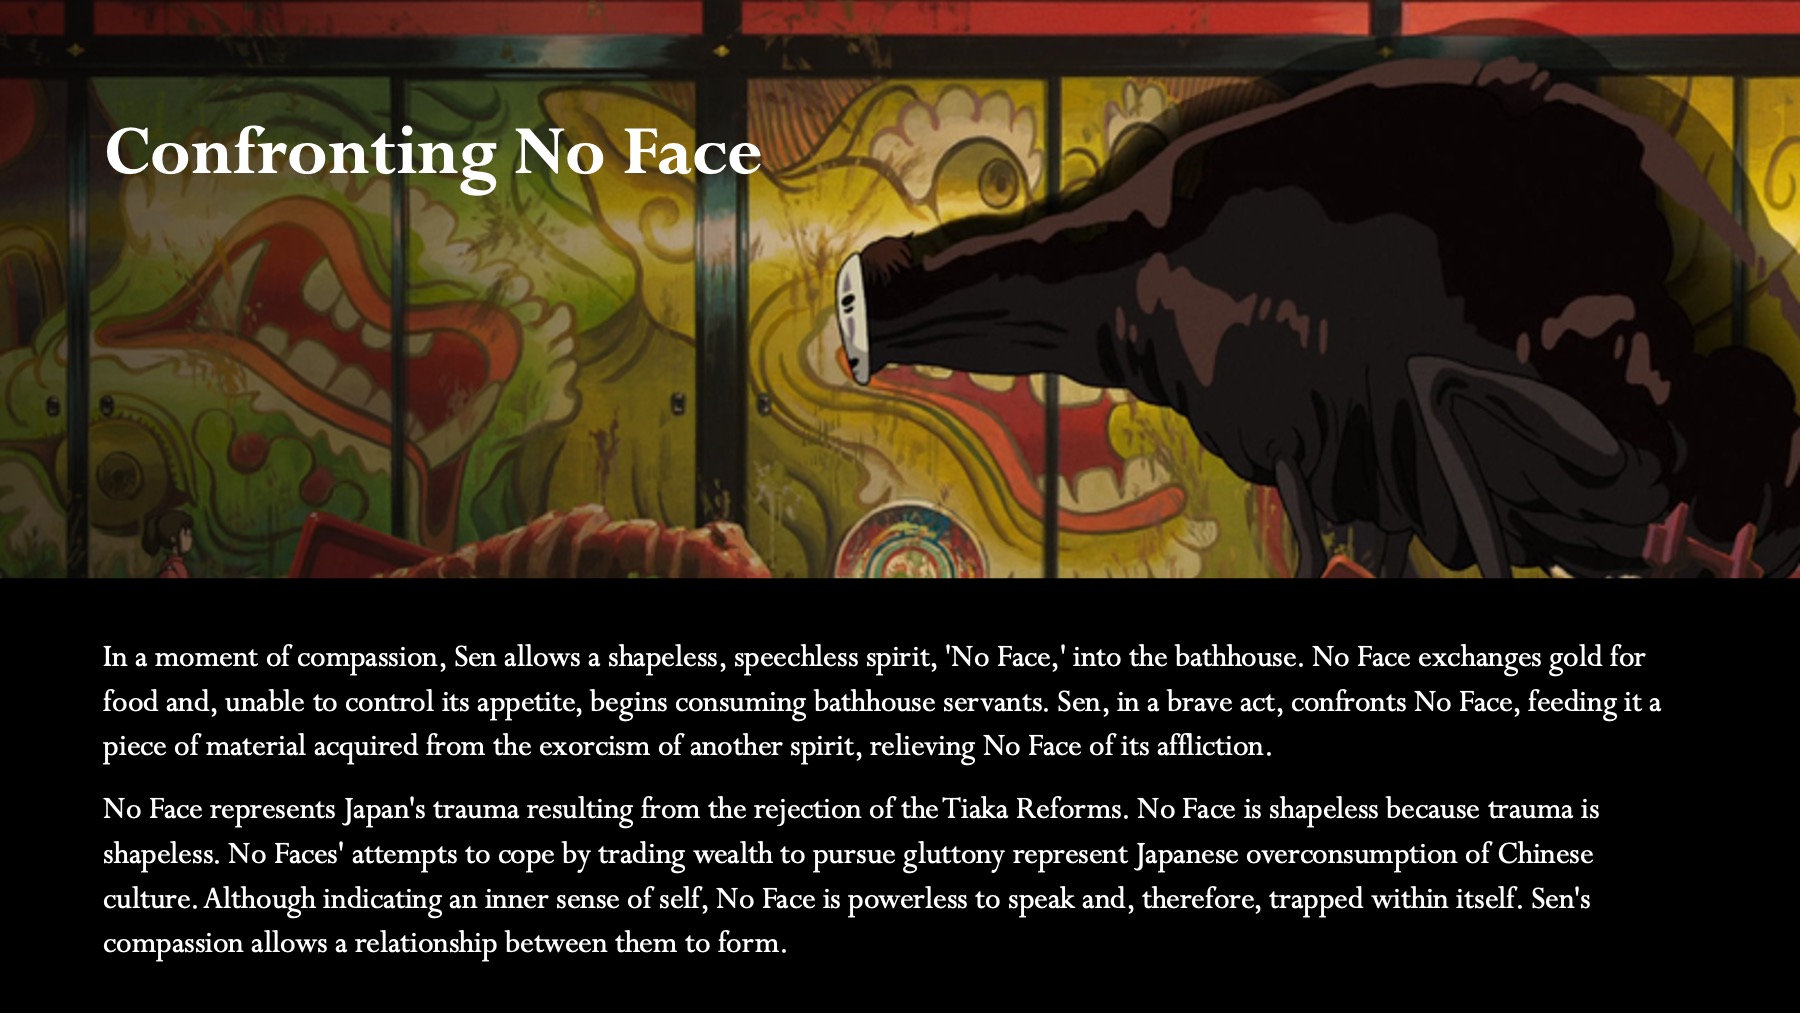 Confronting No Face
In a moment of compassion, Sen allows a shapeless, speechless spirit, 'No Face,' into the bathhouse. No Face exchanges gold for
food and, unable to control its appetite, begins consuming bathhouse servants. Sen, in a brave act, confronts No Face, feeding it a
piece of material acquired from the exorcism of another spirit, relieving No Face of its affliction.
No Face represents Japan's trauma resulting from the rejection of the Tiaka Reforms. No Face is shapeless because trauma is
shapeless. No Faces' attempts to cope by trading wealth to pursue gluttony represent Japanese overconsumption of Chinese
culture. Although indicating an inner sense of self, No Face is powerless to speak and, therefore, trapped within itself. Sen's
compassion allows a relationship between them to form.